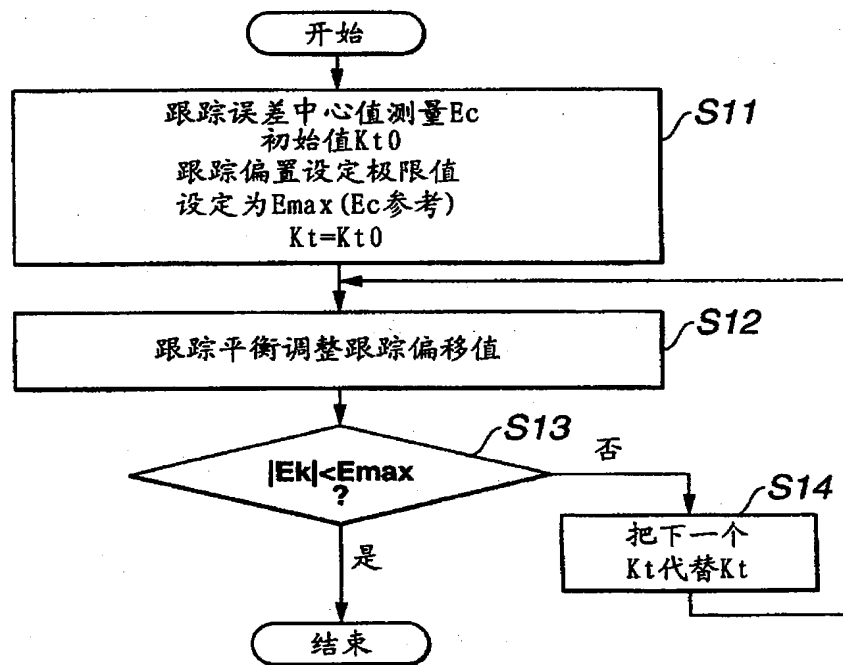 开始
跟踪误差中心值测量Ec
初始值Kt0
跟踪偏置设定极限值
设定为Emax(Ec参考)
Kt=Kt0
S11
跟踪平衡调整跟踪偏移值
S12
|Ek|<Emax
?
S13
否
是
把下一个
Kt代替Kt
S14
结束